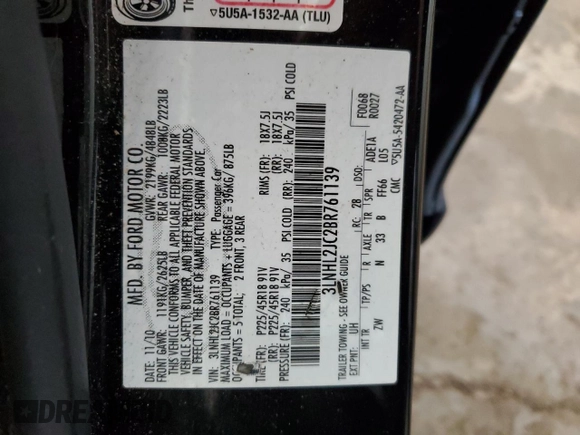 ▽5U5A-1532-AA (TLU)
MFD. BY FORD MOTOR CO.
11/10 GVWR: 2199KG/4848LB
FRONT GAWR: 1191KG/2625LB REAR GAWR: 1008KG/2223LB
THIS VEHICLE CONFORMS TO ALL APPLICABLE FEDERAL MOTOR
VEHICLE SAFETY, BUMPER, AND THEFT PREVENTION STANDARDS
IN EFFECT ON THE DATE OF MANUFACTURE SHOWN ABOVE.
VIN: 3LNHL2JC2BR761139 TYPE: Passenger Car
MAXIMUM LOAD = OCCUPANTS + LUGGAGE = 396KG/ 875LB
OCCUPANTS = 5 TOTAL: 2 FRONT, 3 REAR
TIRE (FR): P225/45R18 91V RIMS (FR): 18X7.5J
(RR): P225/45R18 91V (RR): 18X7.5J
PRESSURE (FR): 240 kPa/ 35 PSI COLD (RR): 240 kPa/ 35 PSI COLD
3LNHL2JC2BR761139
TRAILER TOWING - SEE OWNER GUIDE
EXT PNT: UH RC: 28 DSO: F0068
R0027
INT TR TP/PS R AXLE TR SPR ADE1A
ZW N 33 B FF66 L05
CMC ▽5U5A-5420472-AA